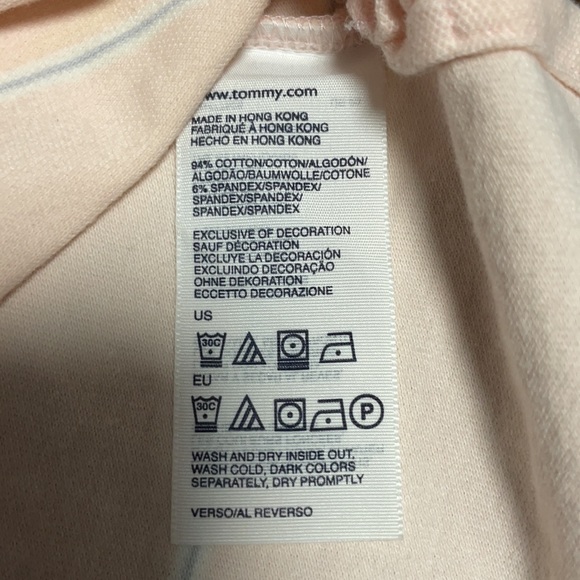 www.tommy.com
MADE IN HONG KONG
FABRIQUÉ À HONG KONG
HECHO EN HONG KONG
94% COTTON/COTON/ALGODÓN/
ALGODÃO/BAUMWOLLE/COTONE
6% SPANDEX/SPANDEX/
SPANDEX/SPANDEX/
SPANDEX/SPANDEX
EXCLUSIVE OF DECORATION
SAUF DÉCORATION
EXCLUYE LA DECORACIÓN
EXCLUINDO DECORAÇÃO
OHNE DEKORATION
ECCETTO DECORAZIONE
US
30C
EU
30C P
WASH AND DRY INSIDE OUT,
WASH COLD, DARK COLORS
SEPARATELY, DRY PROMPTLY
VERSO/AL REVERSO